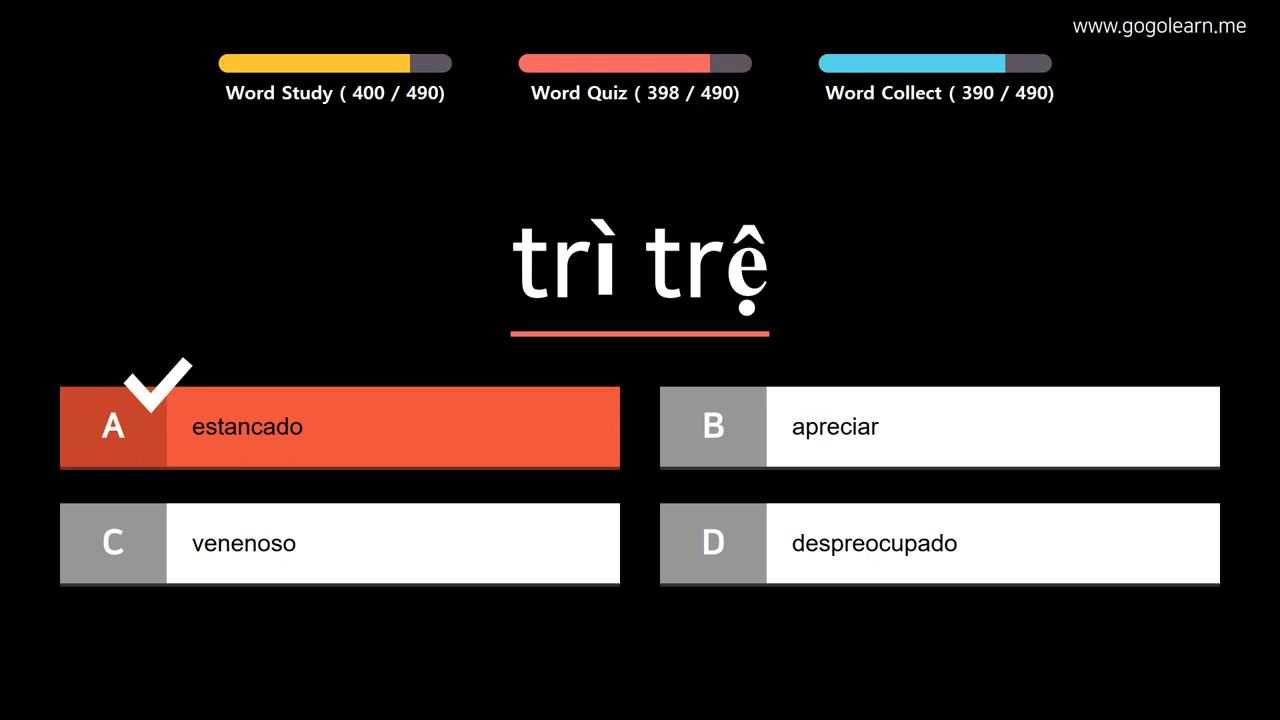 www.gogolearn.me
Word Study ( 400 / 490)
Word Quiz ( 398 / 490)
Word Collect ( 390 / 490)
trì trệ
A estancado
B apreciar
C venenoso
D despreocupado